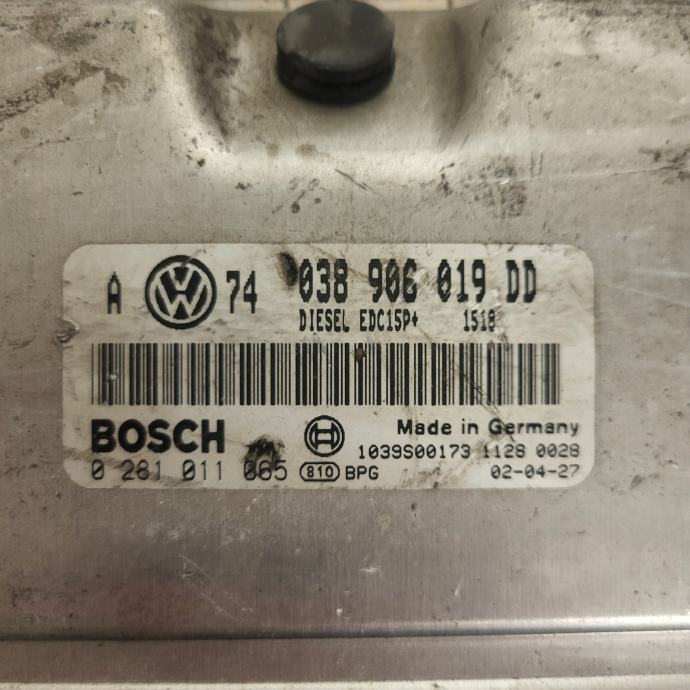 A VW 74 038 906 019 DD
DIESEL EDC15P+ 1518
BOSCH Made in Germany
1039S00173 1128 0028
0 281 011 065 810 BPG 02-04-27